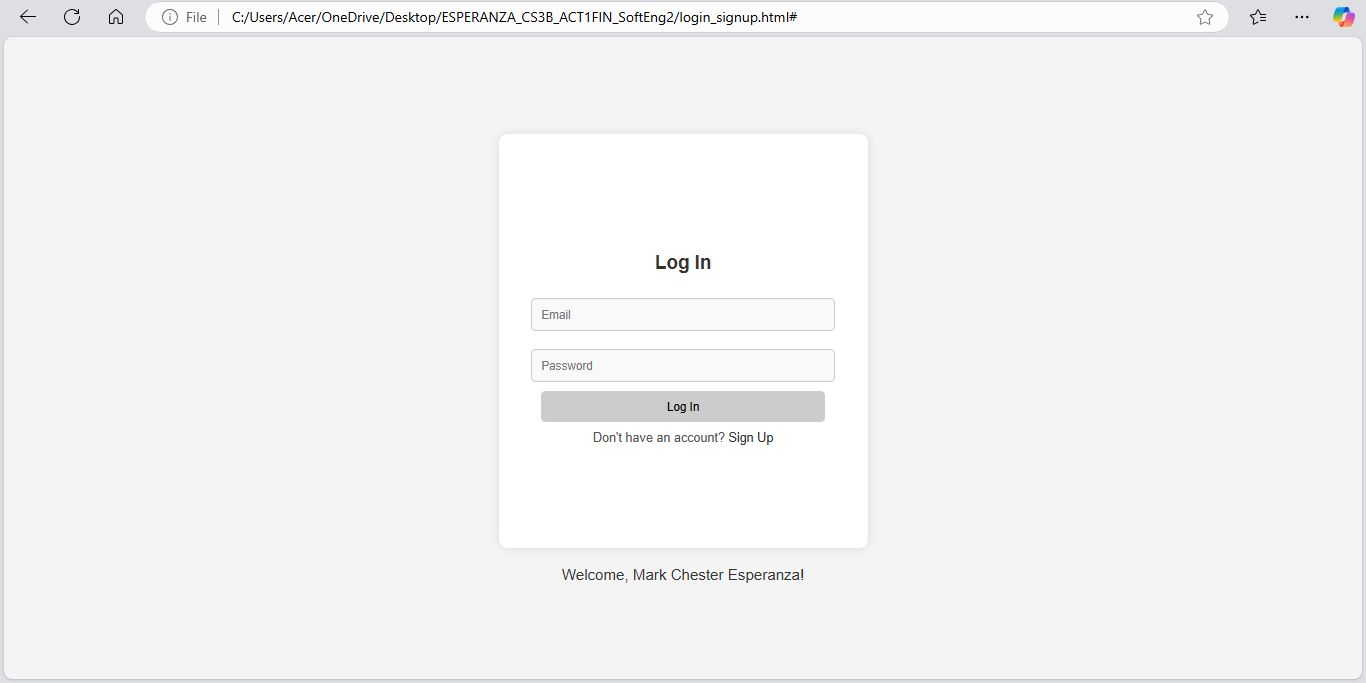 File C:/Users/Acer/OneDrive/Desktop/ESPERANZA_CS3B_ACT1FIN_SoftEng2/login_signup.html#
Log In
Email
Password
Log In
Don't have an account? Sign Up
Welcome, Mark Chester Esperanza!